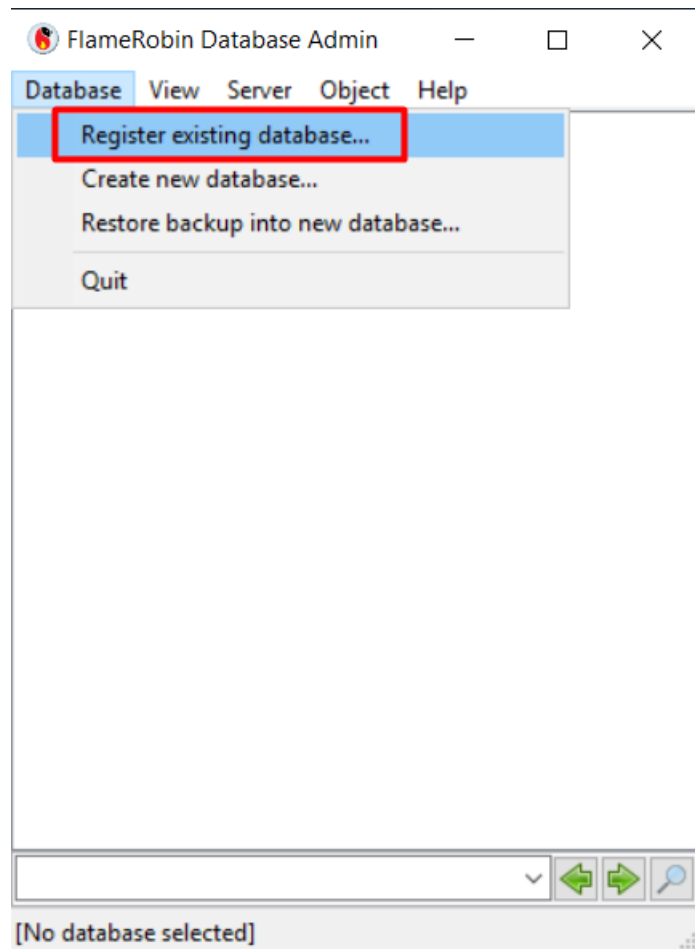 FlameRobin Database Admin
Database View Server Object Help
Register existing database...
Create new database...
Restore backup into new database...
Quit
[No database selected]